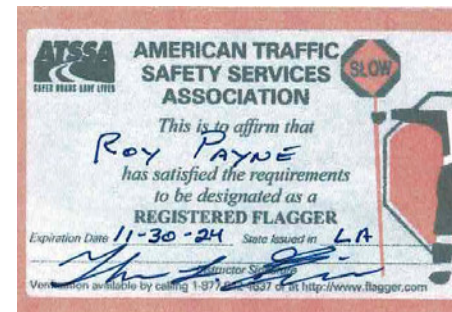 ATSSA
SAFER ROADS SAVE LIVES
AMERICAN TRAFFIC
SAFETY SERVICES
ASSOCIATION
SLOW
This is to affirm that
ROY PAYNE
has satisfied the requirements
to be designated as a
REGISTERED FLAGGER
Expiration Date 11-30-24 State Issued in LA
Instructor Signature
Verification available by calling 1-877- 4637 or at http://www.flagger.com